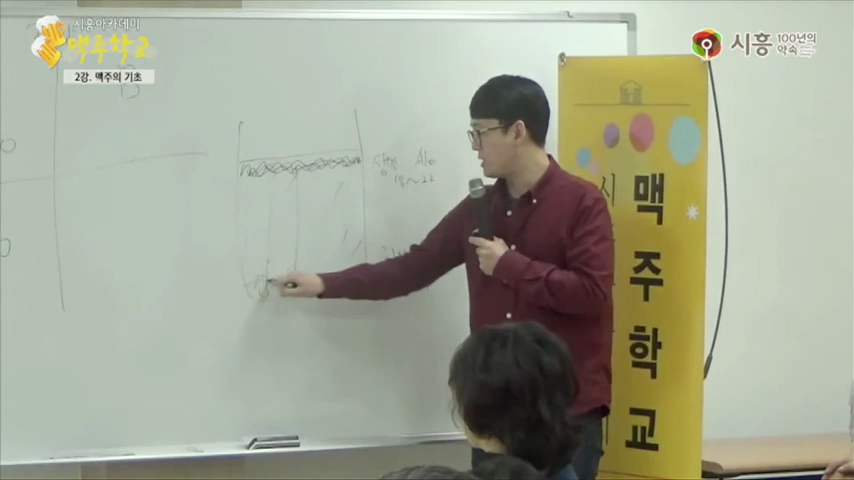 시흥아카데미
맥주학교
2강. 맥주의 기초
시흥 100년의
약속
B
상면 Ale
18~22
시
맥주학교